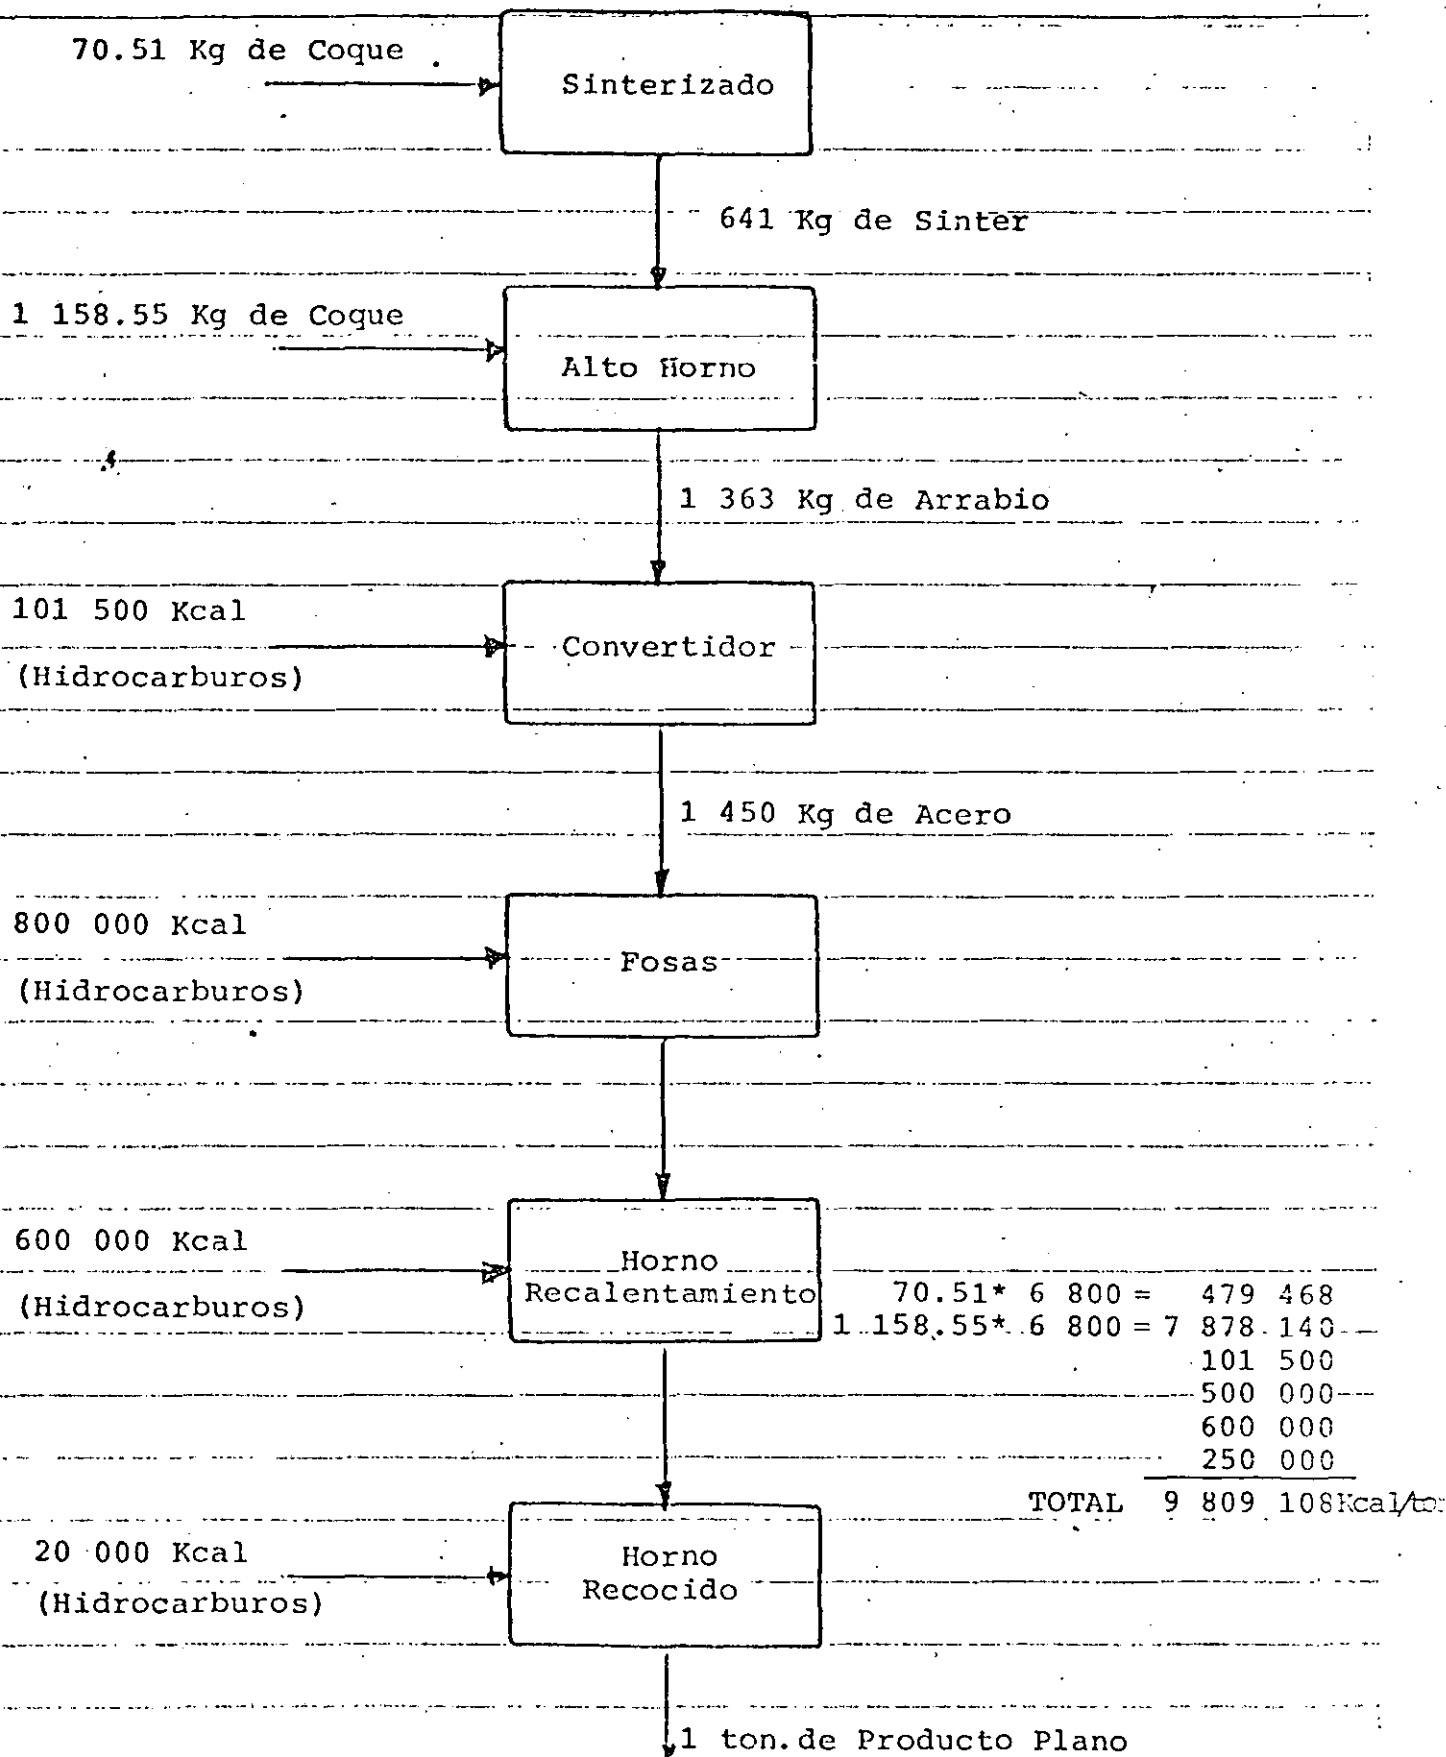 70.51 Kg de Coque
Sinterizado
641 Kg de Sinter
1 158.55 Kg de Coque
Alto Horno
1 363 Kg de Arrabio
101 500 Kcal
(Hidrocarburos)
Convertidor
1 450 Kg de Acero
800 000 Kcal
(Hidrocarburos)
Fosas
600 000 Kcal
(Hidrocarburos)
Horno
Recalentamiento
70.51* 6 800 = 479 468
1 158.55* 6 800 = 7 878 140
101 500
500 000
600 000
250 000
TOTAL 9 809 108Kcal/
20 000 Kcal
(Hidrocarburos)
Horno
Recocido
1 ton.de Producto Plano